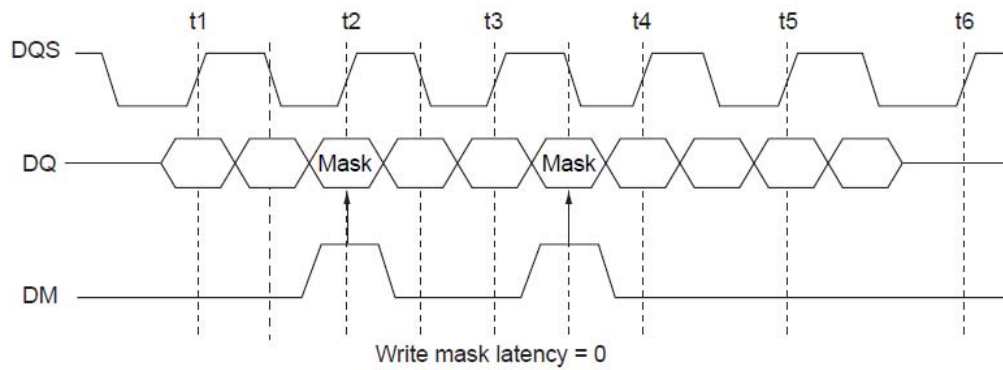 t1 t2 t3 t4 t5 t6
DQS
DQ Mask Mask
DM
Write mask latency = 0